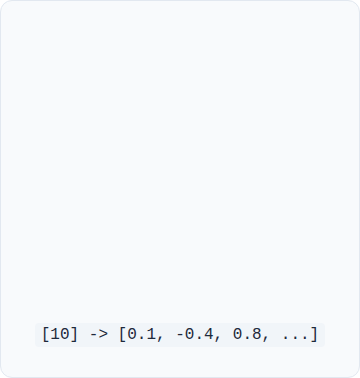 [10] -> [0.1, -0.4, 0.8, ...]